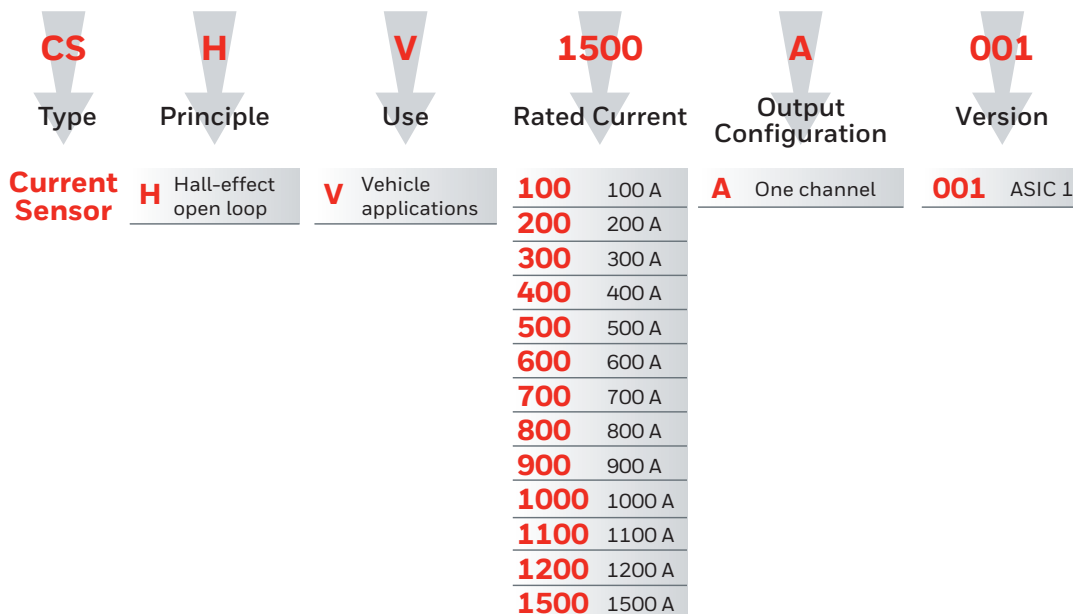 CS H V 1500 A 001
Type Principle Use Rated Current Output Configuration Version
Current Sensor
H Hall-effect open loop
V Vehicle applications
100 100 A
200 200 A
300 300 A
400 400 A
500 500 A
600 600 A
700 700 A
800 800 A
900 900 A
1000 1000 A
1100 1100 A
1200 1200 A
1500 1500 A
A One channel
001 ASIC 1